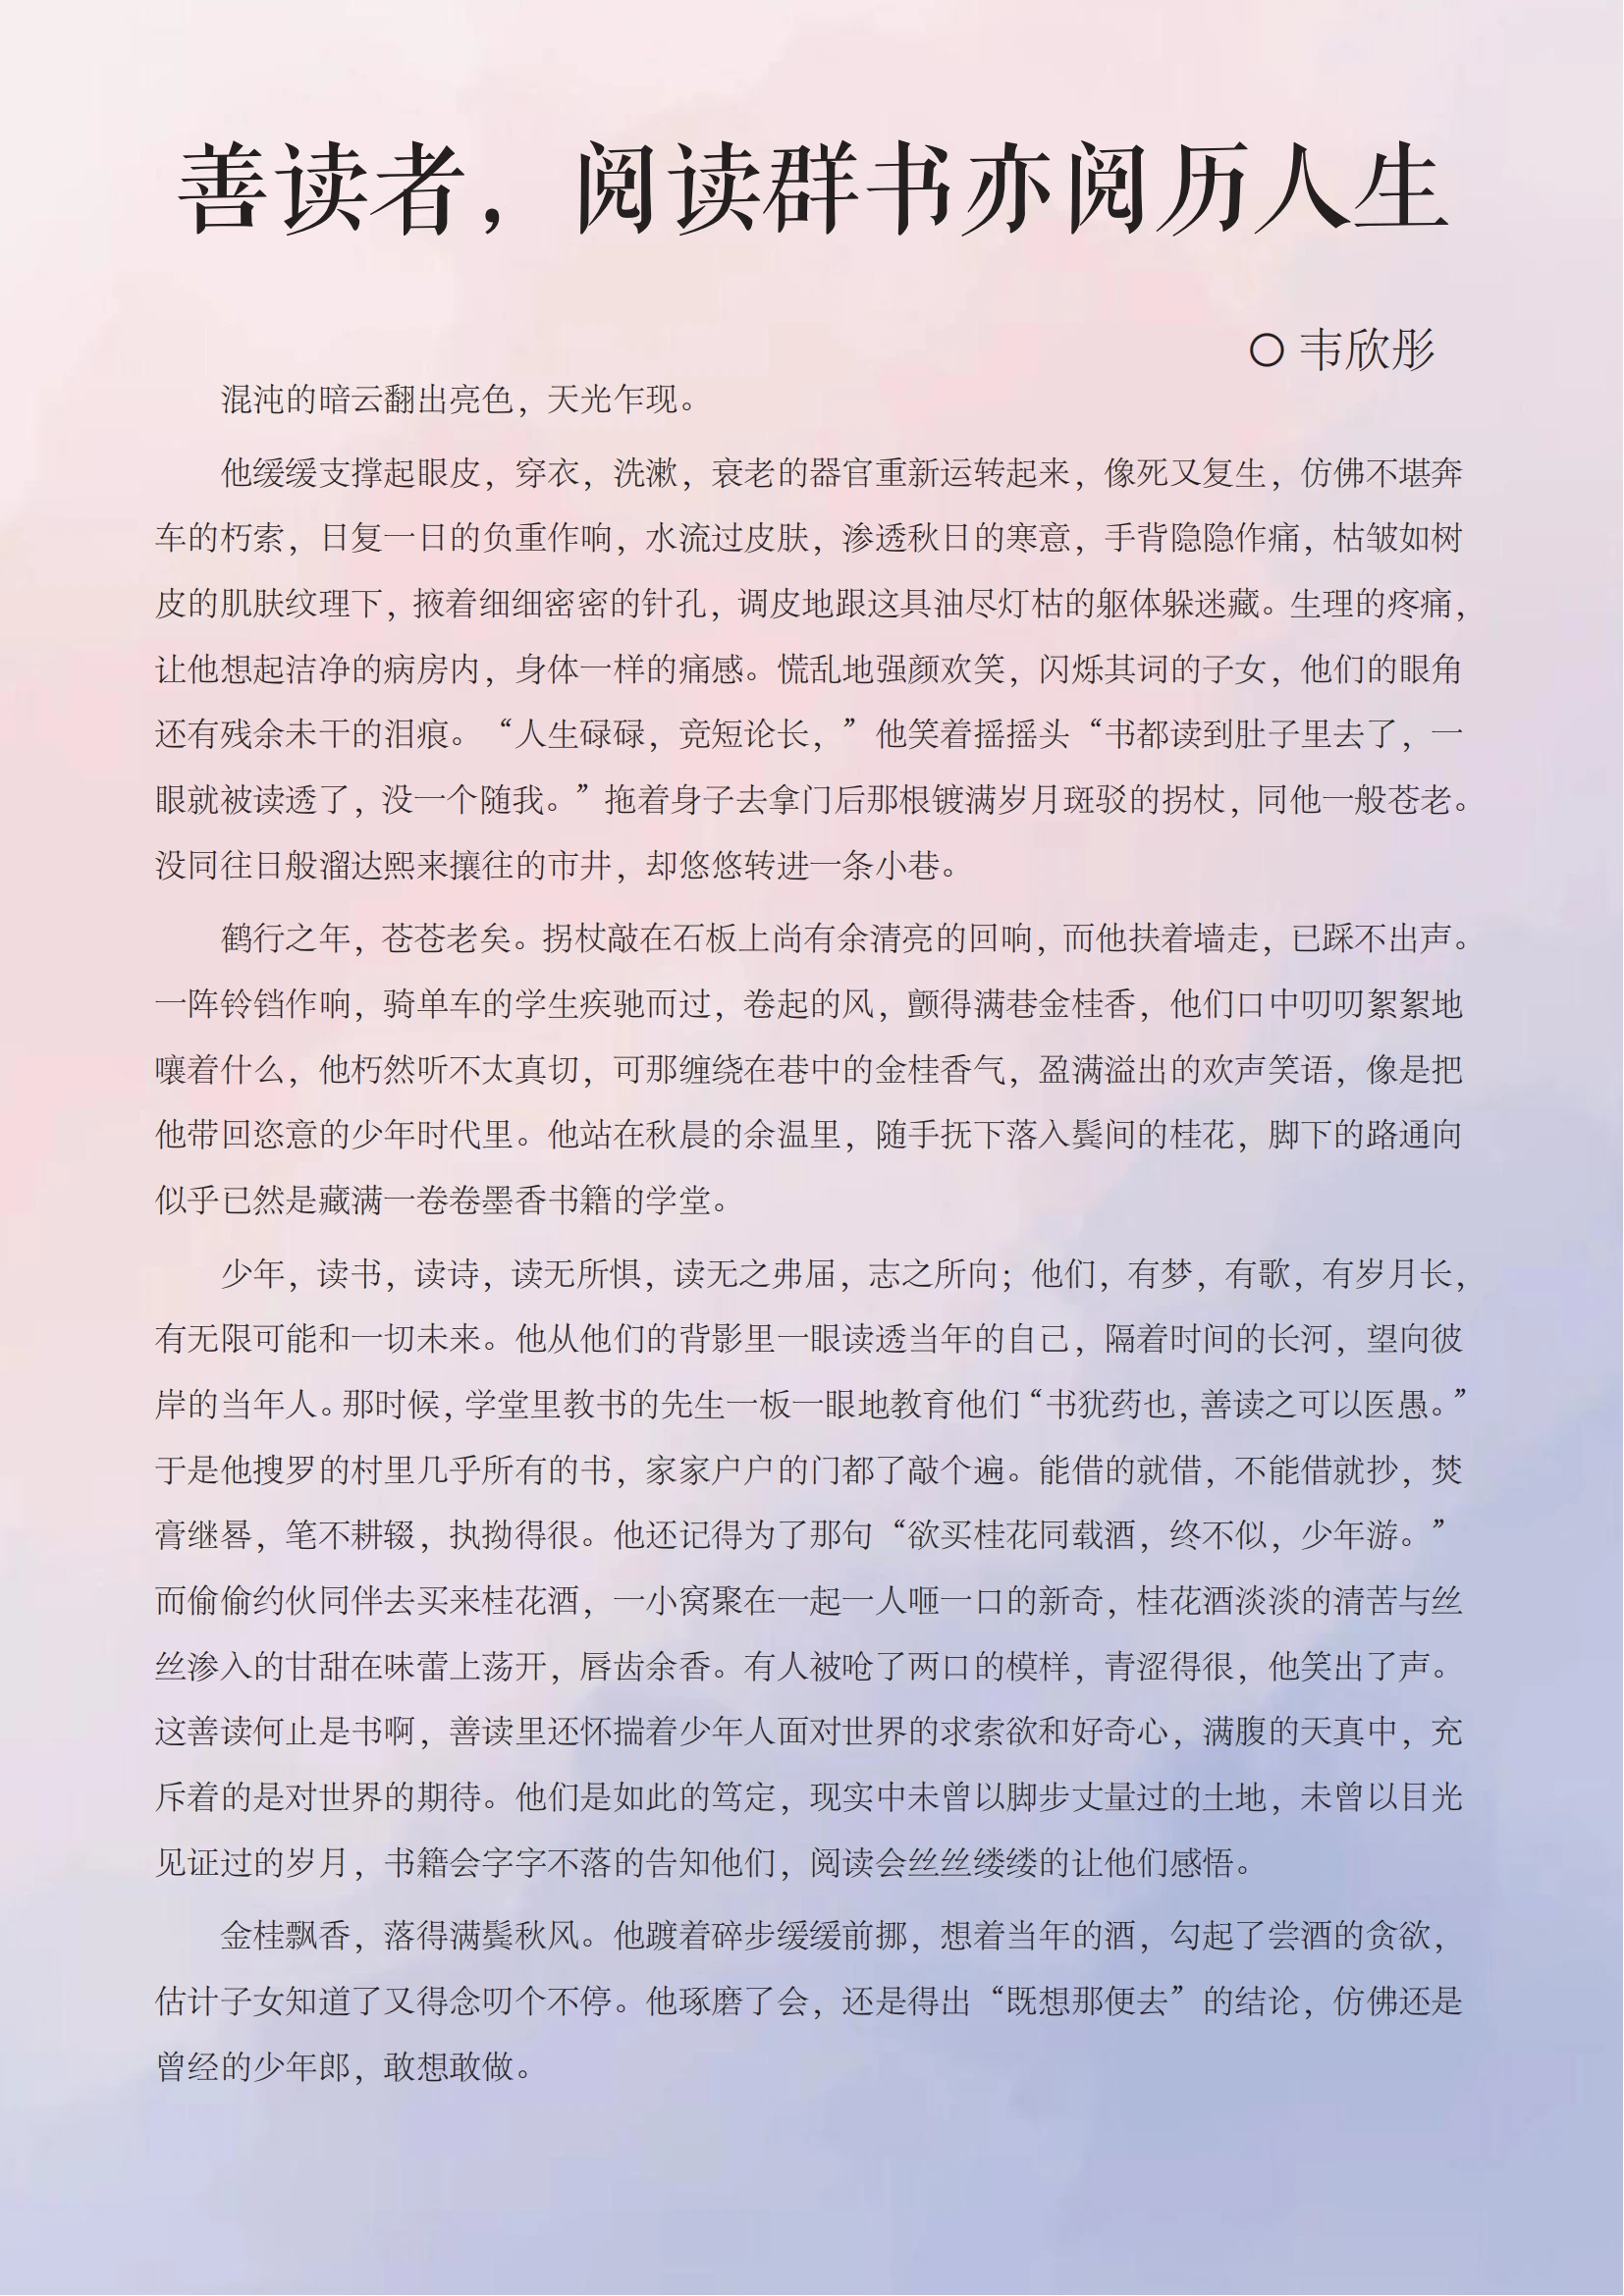 善读者，阅读群书亦阅历人生
○ 韦欣彤
混沌的暗云翻出亮色，天光乍现。
他缓缓支撑起眼皮，穿衣，洗漱，衰老的器官重新运转起来，像死又复生，仿佛不堪奔
车的朽索，日复一日的负重作响，水流过皮肤，渗透秋日的寒意，手背隐隐作痛，枯皱如树
皮的肌肤纹理下，掖着细细密密的针孔，调皮地跟这具油尽灯枯的躯体躲迷藏。生理的疼痛，
让他想起洁净的病房内，身体一样的痛感。慌乱地强颜欢笑，闪烁其词的子女，他们的眼角
还有残余未干的泪痕。“人生碌碌，竞短论长，”他笑着摇摇头“书都读到肚子里去了，一
眼就被读透了，没一个随我。”拖着身子去拿门后那根镀满岁月斑驳的拐杖，同他一般苍老。
没同往日般溜达熙来攘往的市井，却悠悠转进一条小巷。
鹤行之年，苍苍老矣。拐杖敲在石板上尚有余清亮的回响，而他扶着墙走，已踩不出声。
一阵铃铛作响，骑单车的学生疾驰而过，卷起的风，颤得满巷金桂香，他们口中叨叨絮絮地
嚷着什么，他朽然听不太真切，可那缠绕在巷中的金桂香气，盈满溢出的欢声笑语，像是把
他带回恣意的少年时代里。他站在秋晨的余温里，随手抚下落入鬓间的桂花，脚下的路通向
似乎已然是藏满一卷卷墨香书籍的学堂。
少年，读书，读诗，读无所惧，读无之弗届，志之所向；他们，有梦，有歌，有岁月长，
有无限可能和一切未来。他从他们的背影里一眼读透当年的自己，隔着时间的长河，望向彼
岸的当年人。那时候，学堂里教书的先生一板一眼地教育他们“书犹药也，善读之可以医愚。”
于是他搜罗的村里几乎所有的书，家家户户的门都了敲个遍。能借的就借，不能借就抄，焚
膏继晷，笔不耕辍，执拗得很。他还记得为了那句“欲买桂花同载酒，终不似，少年游。”
而偷偷约伙同伴去买来桂花酒，一小窝聚在一起一人咂一口的新奇，桂花酒淡淡的清苦与丝
丝渗入的甘甜在味蕾上荡开，唇齿余香。有人被呛了两口的模样，青涩得很，他笑出了声。
这善读何止是书啊，善读里还怀揣着少年人面对世界的求索欲和好奇心，满腹的天真中，充
斥着的是对世界的期待。他们是如此的笃定，现实中未曾以脚步丈量过的土地，未曾以目光
见证过的岁月，书籍会字字不落的告知他们，阅读会丝丝缕缕的让他们感悟。
金桂飘香，落得满鬓秋风。他踱着碎步缓缓前挪，想着当年的酒，勾起了尝酒的贪欲，
估计子女知道了又得念叨个不停。他琢磨了会，还是得出“既想那便去”的结论，仿佛还是
曾经的少年郎，敢想敢做。